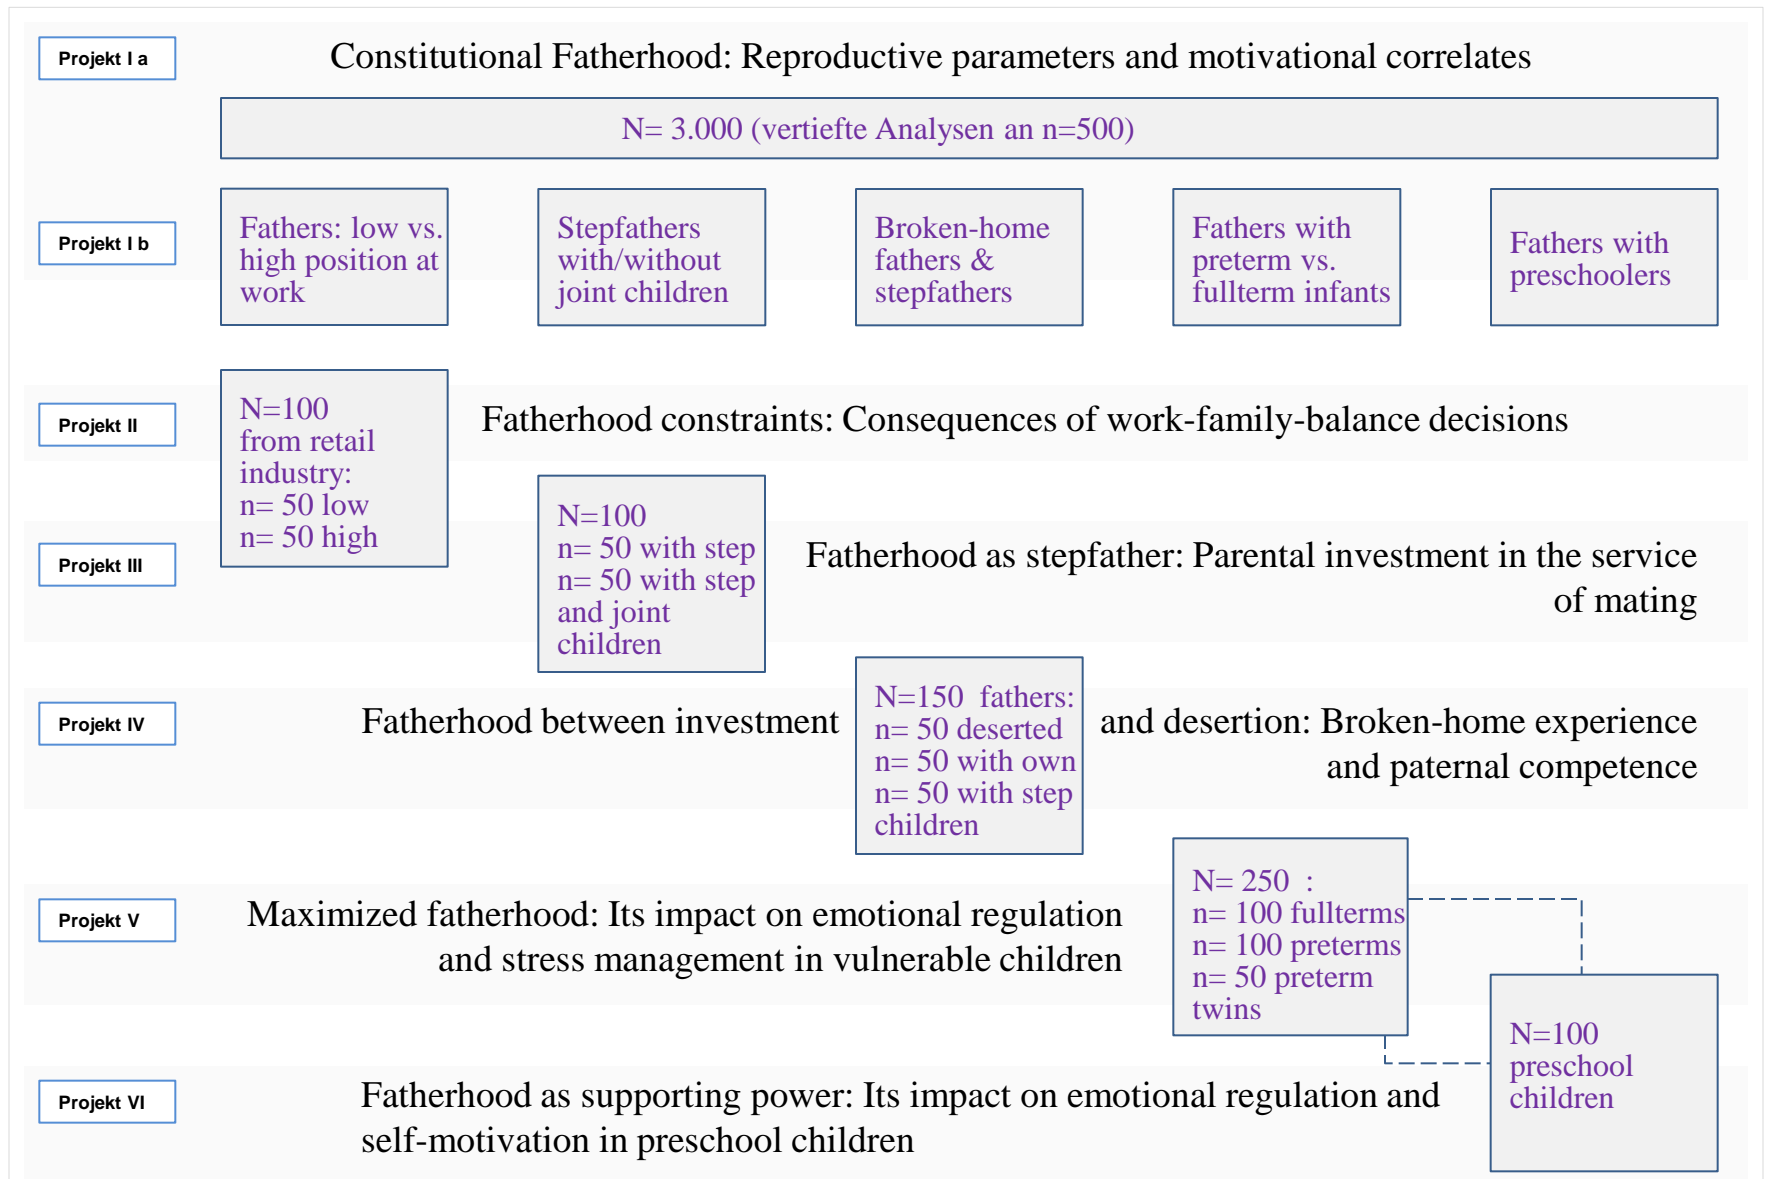 Projekt I a
Constitutional Fatherhood: Reproductive parameters and motivational correlates
N= 3.000 (vertiefte Analysen an n=500)
Projekt I b
Fathers: low vs.
high position at
work
Stepfathers
with/without
joint children
Broken-home
fathers &
stepfathers
Fathers with
preterm vs.
fullterm infants
Fathers with
preschoolers
Projekt II
N=100
from retail
industry:
n= 50 low
n= 50 high
Fatherhood constraints: Consequences of work-family-balance decisions
Projekt III
N=100
n= 50 with step
n= 50 with step
and joint
children
Fatherhood as stepfather: Parental investment in the service
of mating
Projekt IV
Fatherhood between investment
N=150 fathers:
n= 50 deserted
n= 50 with own
n= 50 with step
children
and desertion: Broken-home experience
and paternal competence
Projekt V
Maximized fatherhood: Its impact on emotional regulation
and stress management in vulnerable children
N= 250 :
n= 100 fullterms
n= 100 preterms
n= 50 preterm
twins
N=100
preschool
children
Projekt VI
Fatherhood as supporting power: Its impact on emotional regulation and
self-motivation in preschool children